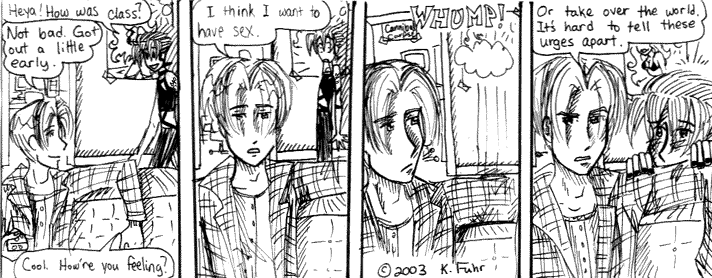 Heya! How was class?
Not bad. Got
out a little
early.
Cool. How're you feeling?
I think I want to
have sex.
WHUMP!
© 2003 K. Fuhr
Or take over the world.
It's hard to tell these
urges apart.